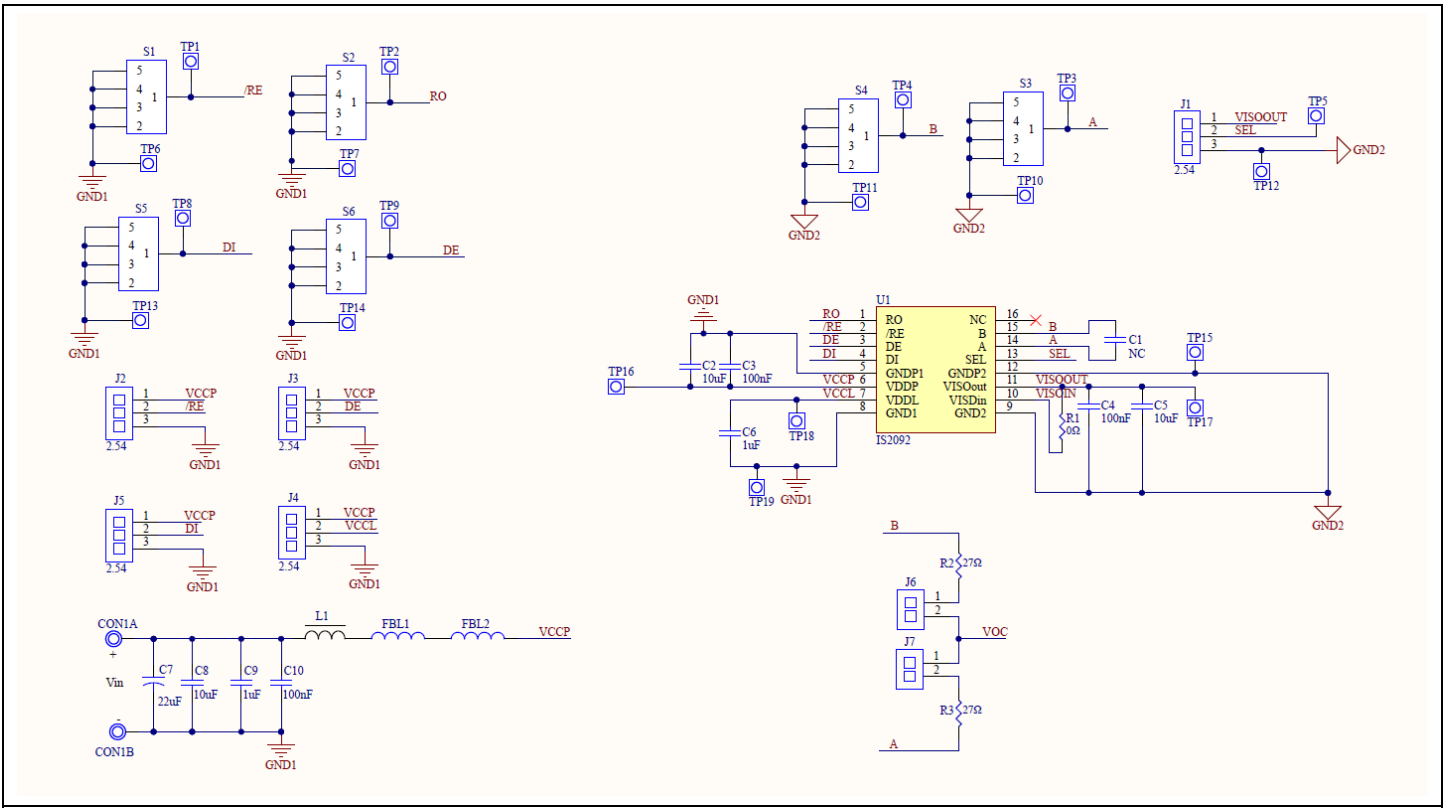 S1
TP1
5
4
3
2
1
/RE
TP6
GND1
S2
TP2
5
4
3
2
1
RO
TP7
GND1
S4
TP4
5
4
3
2
1
B
TP11
GND2
S3
TP3
5
4
3
2
1
A
TP10
GND2
J1
1 VISOOUT
2 SEL
3
TP5
GND2
TP12
2.54
S5
TP8
5
4
3
2
1
DI
TP13
GND1
S6
TP9
5
4
3
2
1
DE
TP14
GND1
J2
1 VCCP
2 /RE
3
2.54
GND1
J3
1 VCCP
2 DE
3
2.54
GND1
J5
1 VCCP
2 DI
3
2.54
GND1
J4
1 VCCP
2 VCCL
3
2.54
GND1
GND1
U1
RO 1 RO
/RE 2 /RE
DE 3 DE
DI 4 DI
5 GNDP1
VCCP 6 VDDP
VCCL 7 VDDL
8 GND1
NC 16
B 15 B
A 14 A
SEL 13 SEL
GNDP2 12
VISOout 11 VISOOUT
VISDin 10 VISOIN
GND2 9
IS2092
C2
10uF
C3
100nF
TP16
C6
1uF
TP18
TP19
GND1
C1
NC
TP15
R1
0Ω
C4
100nF
C5
10uF
TP17
GND2
CON1A
+
Vin
-
CON1B
C7
22uF
C8
10uF
C9
1uF
C10
100nF
L1
FBL1
FBL2
VCCP
GND1
B
R2 27Ω
J6
1
2
VOC
J7
1
2
R3 27Ω
A